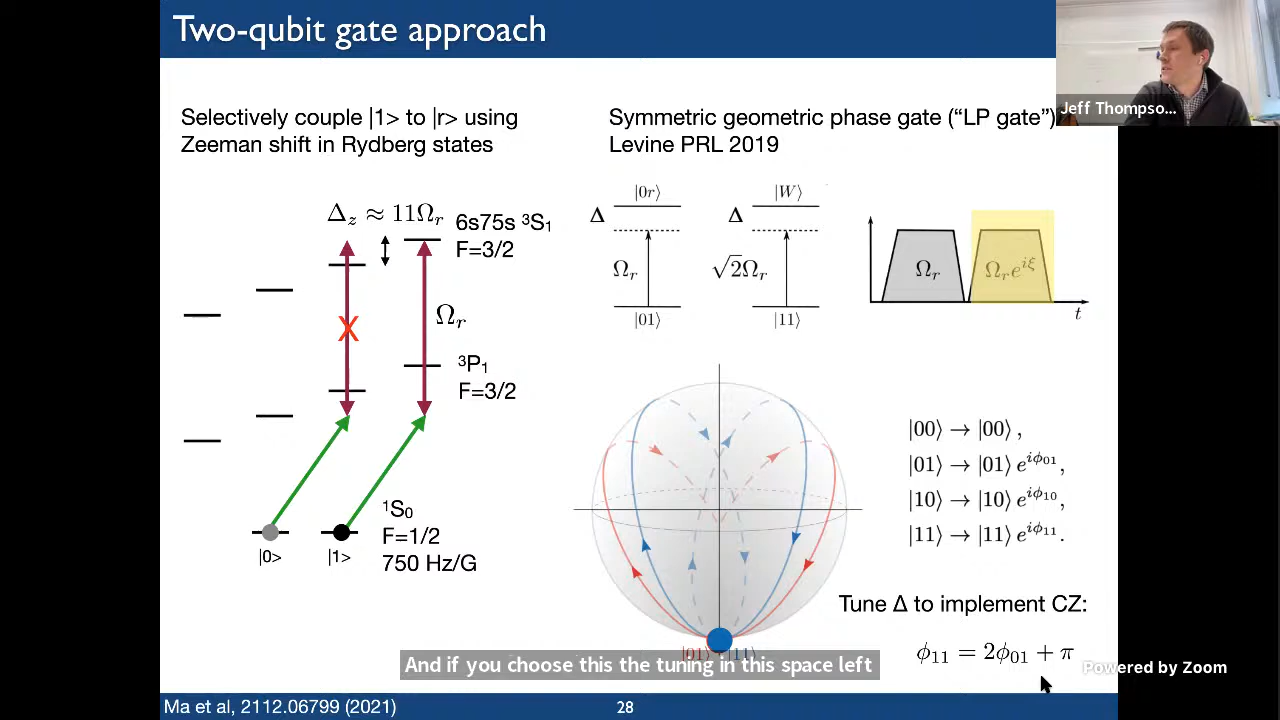 Two-qubit gate approach
Jeff Thompso...
Selectively couple |1> to |r> using
Zeeman shift in Rydberg states
Symmetric geometric phase gate (“LP gate”)
Levine PRL 2019
Δz ≈ 11Ωr
6s75s ³S₁
F=3/2
X
Ωr
³P₁
F=3/2
¹S₀
F=1/2
750 Hz/G
|0>
|1>
|0r⟩
|W⟩
Δ
Δ
Ωr
√2Ωr
|01⟩
|11⟩
Ωr
Ωr e^{iξ}
t
|00⟩ → |00⟩ ,
|01⟩ → |01⟩ e^{iϕ01},
|10⟩ → |10⟩ e^{iϕ10},
|11⟩ → |11⟩ e^{iϕ11}.
Tune Δ to implement CZ:
ϕ11 = 2ϕ01 + π
|01⟩ |11⟩
And if you choose this the tuning in this space left
Powered by Zoom
Ma et al, 2112.06799 (2021)
28